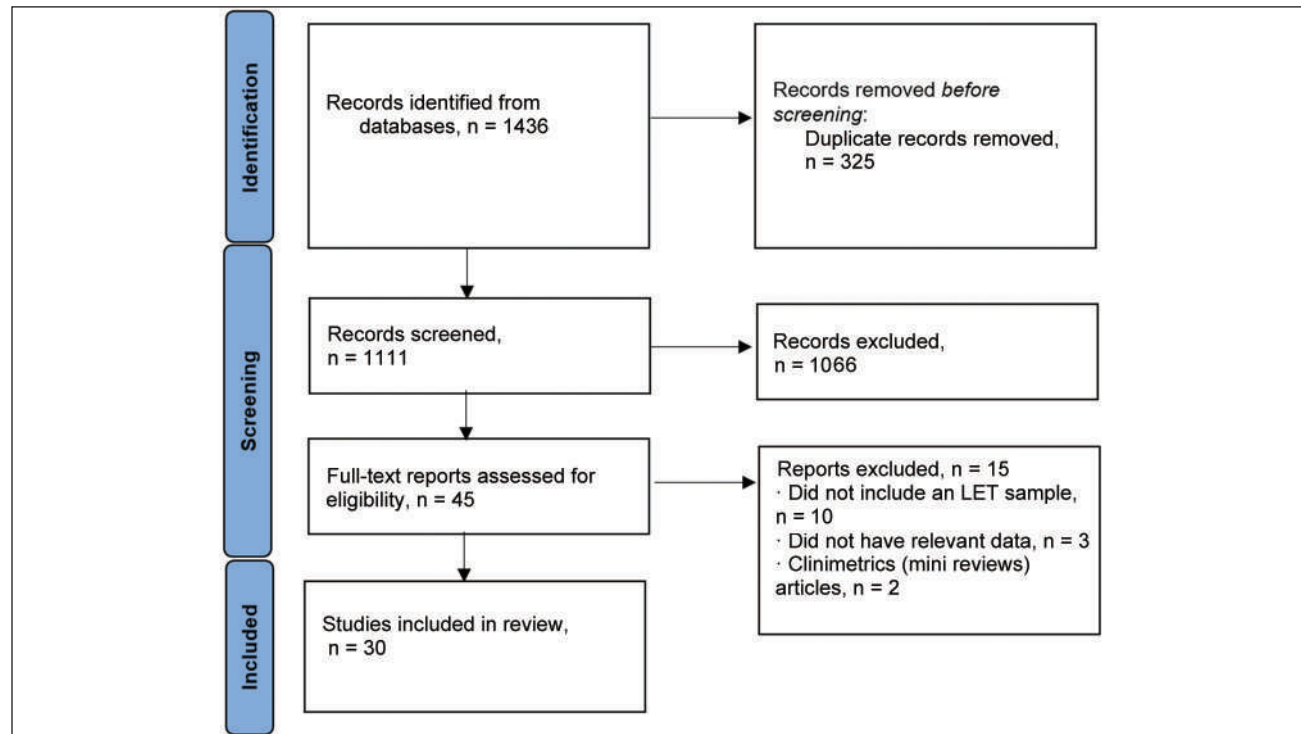 Identification
Records identified from
databases, n = 1436
Records removed before
screening:
Duplicate records removed,
n = 325
Screening
Records screened,
n = 1111
Records excluded,
n = 1066
Full-text reports assessed for
eligibility, n = 45
Reports excluded, n = 15
· Did not include an LET sample,
n = 10
· Did not have relevant data, n = 3
· Clinimetrics (mini reviews)
articles, n = 2
Included
Studies included in review,
n = 30